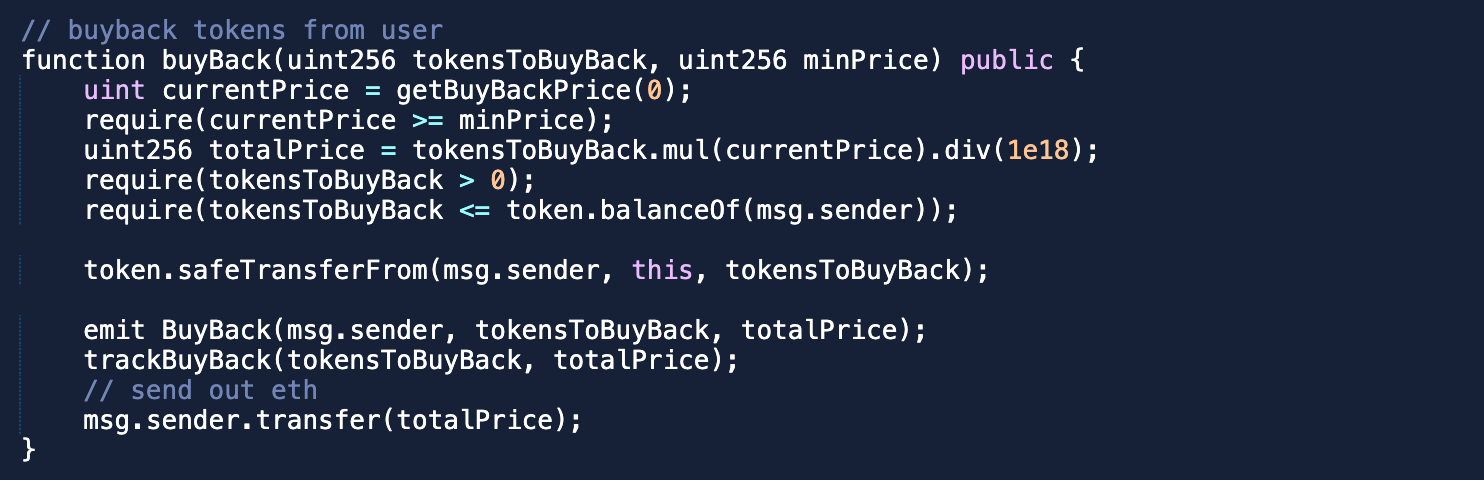 // buyback tokens from user
function buyBack(uint256 tokensToBuyBack, uint256 minPrice) public {
    uint currentPrice = getBuyBackPrice(0);
    require(currentPrice >= minPrice);
    uint256 totalPrice = tokensToBuyBack.mul(currentPrice).div(1e18);
    require(tokensToBuyBack > 0);
    require(tokensToBuyBack <= token.balanceOf(msg.sender));

    token.safeTransferFrom(msg.sender, this, tokensToBuyBack);

    emit BuyBack(msg.sender, tokensToBuyBack, totalPrice);
    trackBuyBack(tokensToBuyBack, totalPrice);
    // send out eth
    msg.sender.transfer(totalPrice);
}